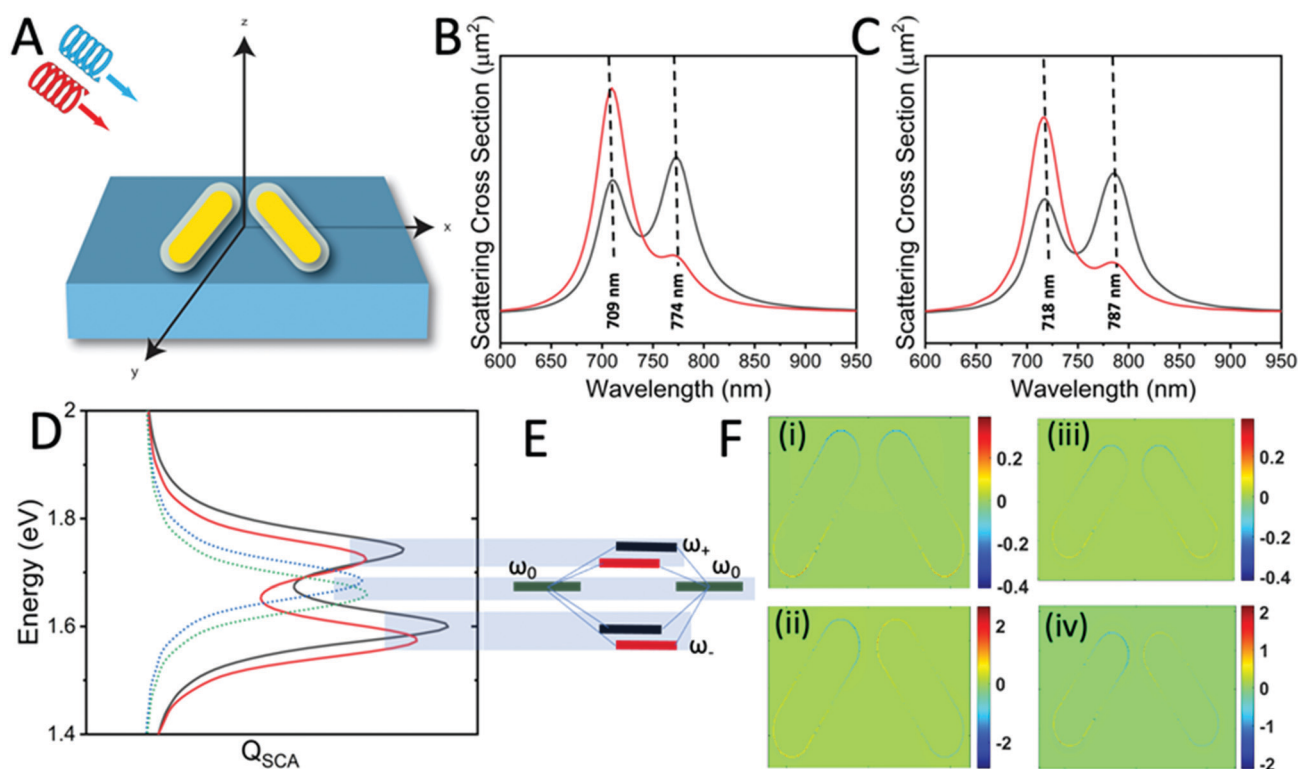 A
z
x
y
B
Scattering Cross Section (μm²)
709 nm
774 nm
600 650 700 750 800 850 900 950
Wavelength (nm)
C
Scattering Cross Section (μm²)
718 nm
787 nm
600 650 700 750 800 850 900 950
Wavelength (nm)
D
2
1.8
1.6
1.4
Energy (eV)
Q_SCA
E
ω₊
ω₀
ω₀
ω₋
F
(i)
0.2
0
-0.2
-0.4
(iii)
0.2
0
-0.2
-0.4
(ii)
2
0
-2
(iv)
2
1
0
-1
-2